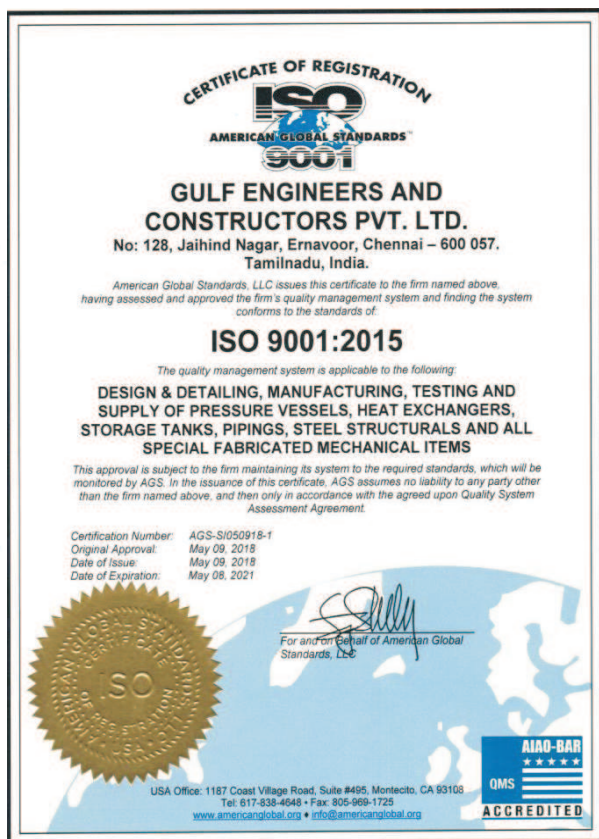 CERTIFICATE OF REGISTRATION
ISO
AMERICAN GLOBAL STANDARDS™
9001
GULF ENGINEERS AND
CONSTRUCTORS PVT. LTD.
No: 128, Jaihind Nagar, Ernavoor, Chennai – 600 057.
Tamilnadu, India.
American Global Standards, LLC issues this certificate to the firm named above,
having assessed and approved the firm's quality management system and finding the system
conforms to the standards of:
ISO 9001:2015
The quality management system is applicable to the following:
DESIGN & DETAILING, MANUFACTURING, TESTING AND
SUPPLY OF PRESSURE VESSELS, HEAT EXCHANGERS,
STORAGE TANKS, PIPINGS, STEEL STRUCTURALS AND ALL
SPECIAL FABRICATED MECHANICAL ITEMS
This approval is subject to the firm maintaining its system to the required standards, which will be
monitored by AGS. In the issuance of this certificate, AGS assumes no liability to any party other
than the firm named above, and then only in accordance with the agreed upon Quality System
Assessment Agreement.
Certification Number: AGS-SI050918-1
Original Approval: May 09, 2018
Date of Issue: May 09, 2018
Date of Expiration: May 08, 2021
For and on Behalf of American Global
Standards, LLC
AMERICAN GLOBAL STANDARDS LLC
CERTIFICATE
ISO
OF REGISTRATION
USA
AIAO-BAR
QMS
ACCREDITED
USA Office: 1187 Coast Village Road, Suite #495, Montecito, CA 93108
Tel: 617-838-4648 • Fax: 805-969-1725
www.americanglobal.org ♦ info@americanglobal.org